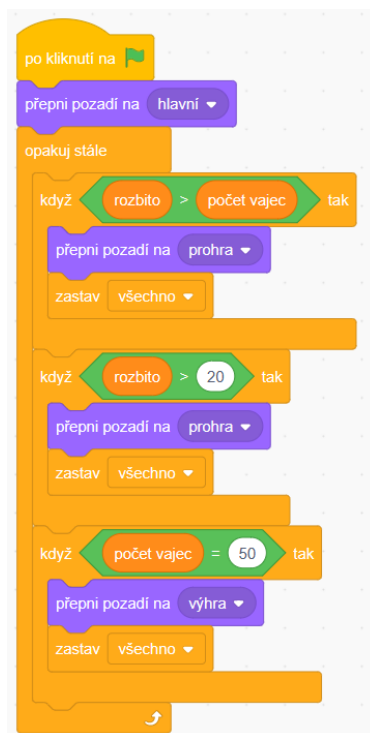 po kliknutí na
přepni pozadí na hlavní
opakuj stále
když rozbito > počet vajec tak
přepni pozadí na prohra
zastav všechno
když rozbito > 20 tak
přepni pozadí na prohra
zastav všechno
když počet vajec = 50 tak
přepni pozadí na výhra
zastav všechno